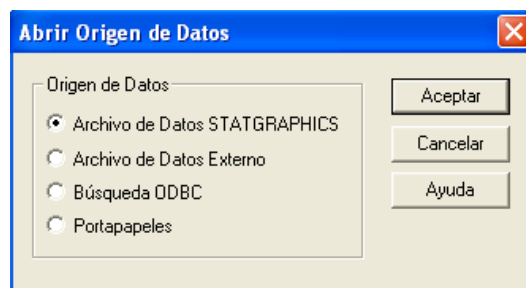 Abrir Origen de Datos
Origen de Datos
Archivo de Datos STATGRAPHICS
Archivo de Datos Externo
Búsqueda ODBC
Portapapeles
Aceptar
Cancelar
Ayuda